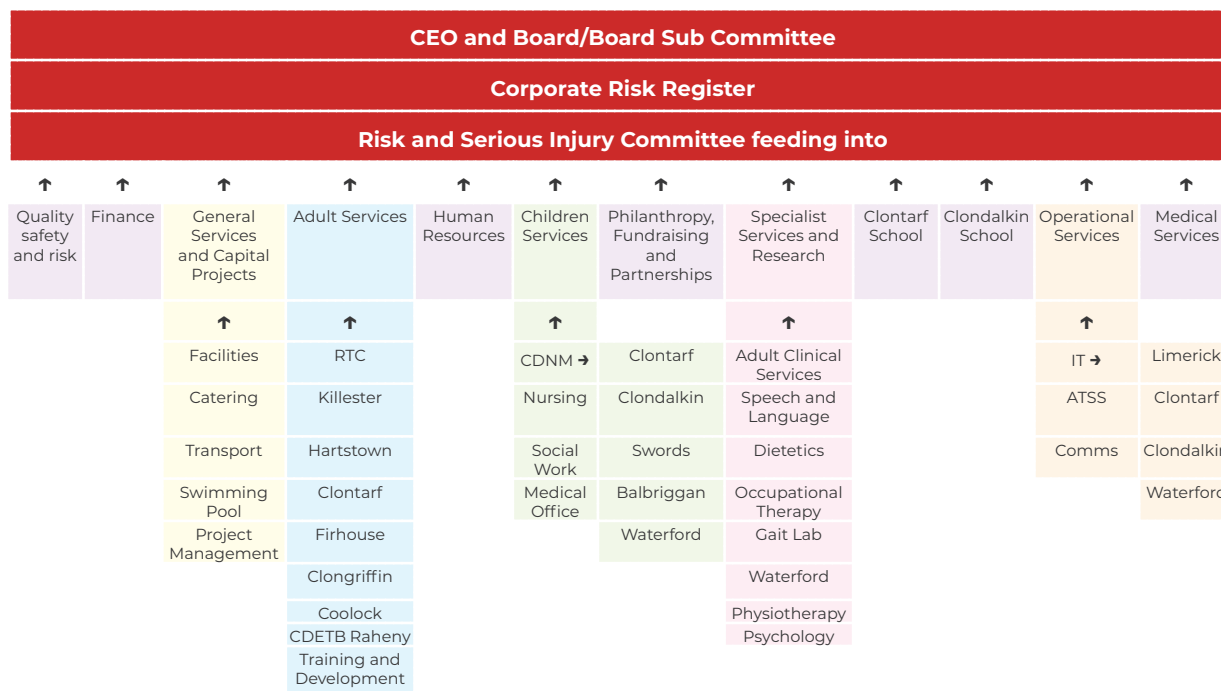 CEO and Board/Board Sub Committee
Corporate Risk Register
Risk and Serious Injury Committee feeding into
↑ ↑ ↑ ↑ ↑ ↑ ↑ ↑ ↑ ↑ ↑ ↑
Quality
safety
and risk
Finance
General
Services
and Capital
Projects
Adult Services
Human
Resources
Children
Services
Philanthropy,
Fundraising
and
Partnerships
Specialist
Services and
Research
Clontarf
School
Clondalkin
School
Operational
Services
Medical
Services
↑ ↑ ↑ ↑ ↑
Facilities
Catering
Transport
Swimming
Pool
Project
Management
RTC
Killester
Hartstown
Clontarf
Firhouse
Clongriffin
Coolock
CDETB Raheny
Training and
Development
CDNM →
Nursing
Social
Work
Medical
Office
Clontarf
Clondalkin
Swords
Balbriggan
Waterford
Adult Clinical
Services
Speech and
Language
Dietetics
Occupational
Therapy
Gait Lab
Waterford
Physiotherapy
Psychology
IT →
ATSS
Comms
Limerick
Clontarf
Clondalkin
Waterford